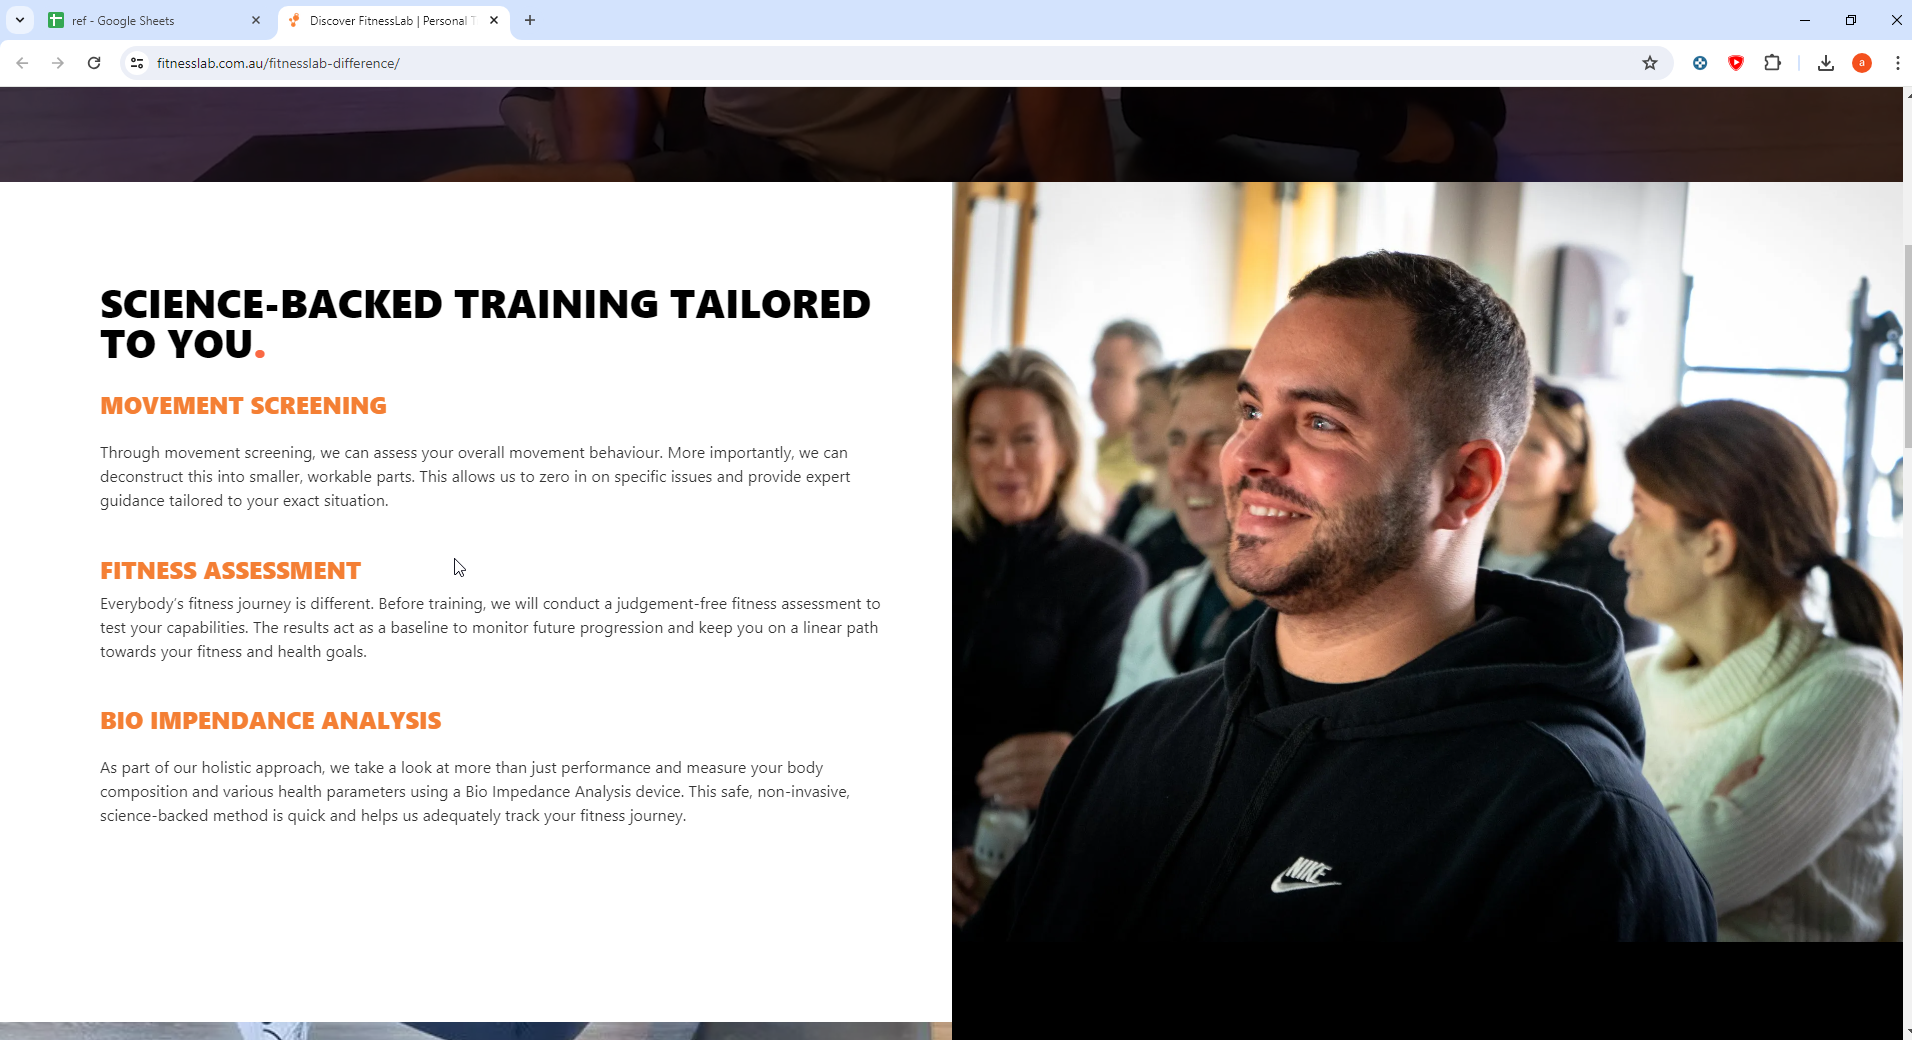 ref - Google Sheets
Discover FitnessLab | Personal T
fitnesslab.com.au/fitnesslab-difference/
a
SCIENCE-BACKED TRAINING TAILORED
TO YOU.
MOVEMENT SCREENING
Through movement screening, we can assess your overall movement behaviour. More importantly, we can
deconstruct this into smaller, workable parts. This allows us to zero in on specific issues and provide expert
guidance tailored to your exact situation.
FITNESS ASSESSMENT
Everybody's fitness journey is different. Before training, we will conduct a judgement-free fitness assessment to
test your capabilities. The results act as a baseline to monitor future progression and keep you on a linear path
towards your fitness and health goals.
BIO IMPENDANCE ANALYSIS
As part of our holistic approach, we take a look at more than just performance and measure your body
composition and various health parameters using a Bio Impedance Analysis device. This safe, non-invasive,
science-backed method is quick and helps us adequately track your fitness journey.
NIKE